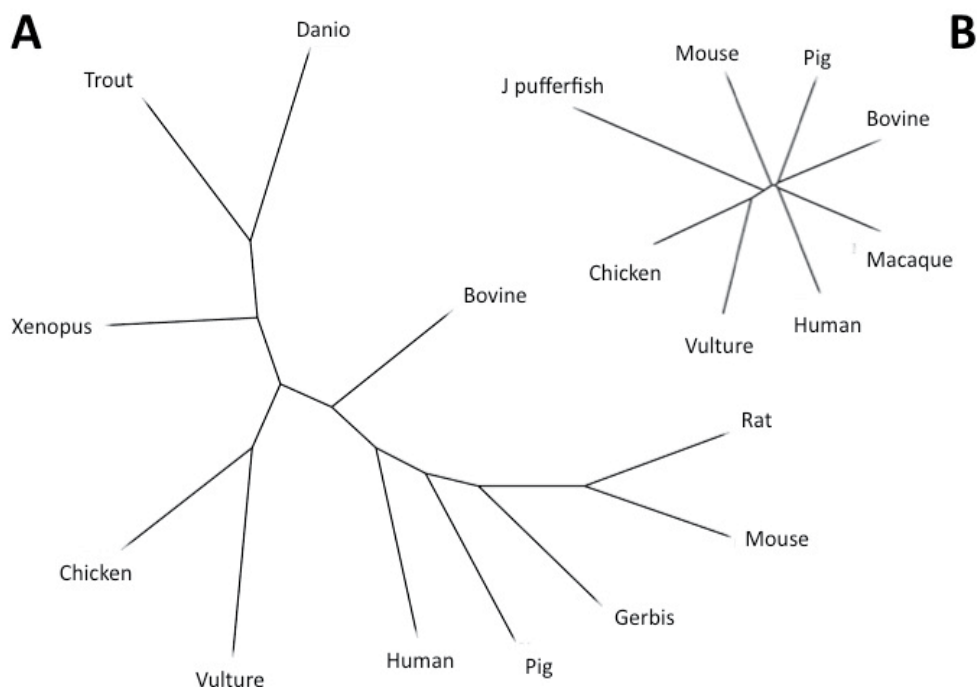 A
Danio
B
Trout
Mouse
Pig
J pufferfish
Bovine
Macaque
Chicken
Human
Vulture
Xenopus
Bovine
Rat
Mouse
Chicken
Gerbis
Human
Pig
Vulture